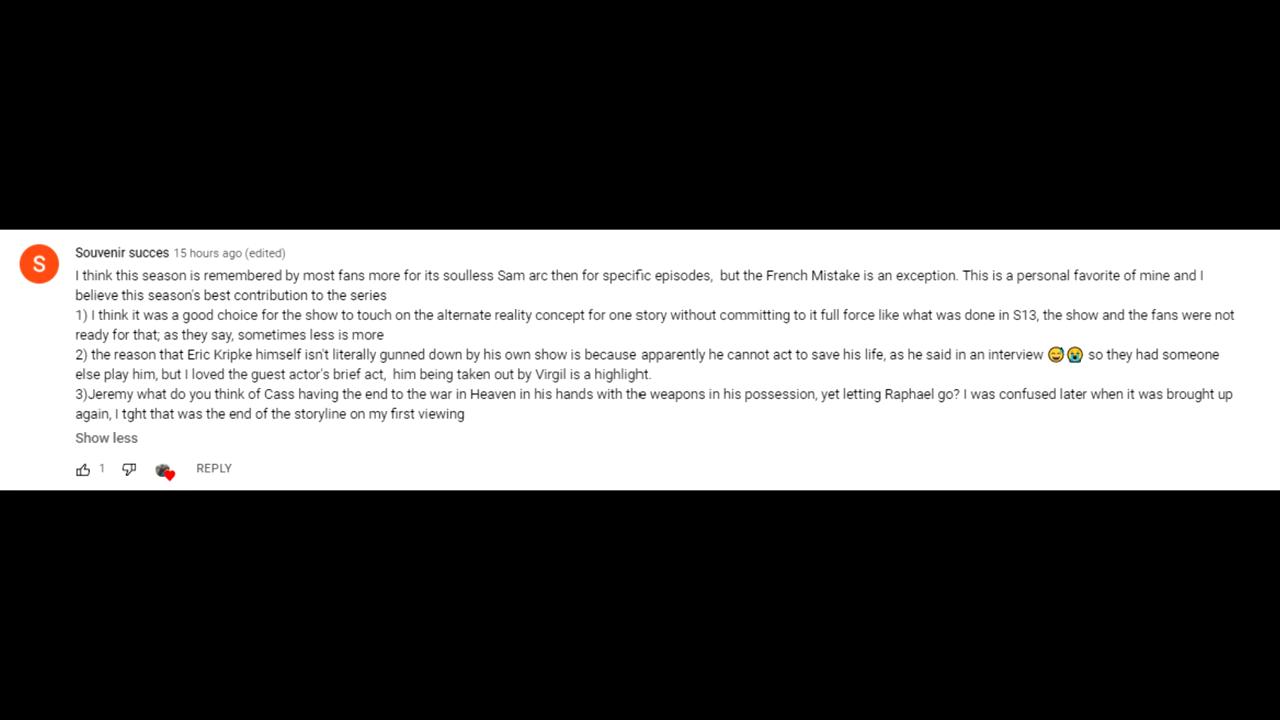 S
Souvenir succes 15 hours ago (edited)
I think this season is remembered by most fans more for its soulless Sam arc then for specific episodes,  but the French Mistake is an exception. This is a personal favorite of mine and I
believe this season's best contribution to the series
1) I think it was a good choice for the show to touch on the alternate reality concept for one story without committing to it full force like what was done in S13, the show and the fans were not
ready for that; as they say, sometimes less is more
2) the reason that Eric Kripke himself isn't literally gunned down by his own show is because apparently he cannot act to save his life, as he said in an interview 😅😭 so they had someone
else play him, but I loved the guest actor's brief act,  him being taken out by Virgil is a highlight.
3)Jeremy what do you think of Cass having the end to the war in Heaven in his hands with the weapons in his possession, yet letting Raphael go? I was confused later when it was brought up
again, I tght that was the end of the storyline on my first viewing
Show less
1 REPLY